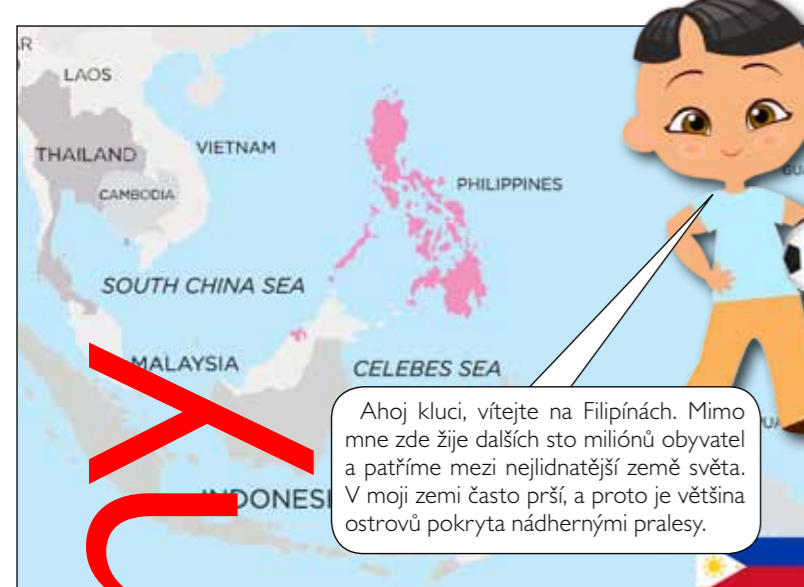 LAOS
THAILAND
VIETNAM
CAMBODIA
PHILIPPINES
SOUTH CHINA SEA
MALAYSIA
CELEBES SEA
Ahoj kluci, vítejte na Filipínách. Mimo
mne zde žije dalších sto miliónů obyvatel
a patříme mezi nejlidnatější země světa.
V moji zemi často prší, a proto je většina
ostrovů pokryta nádhernými pralesy.